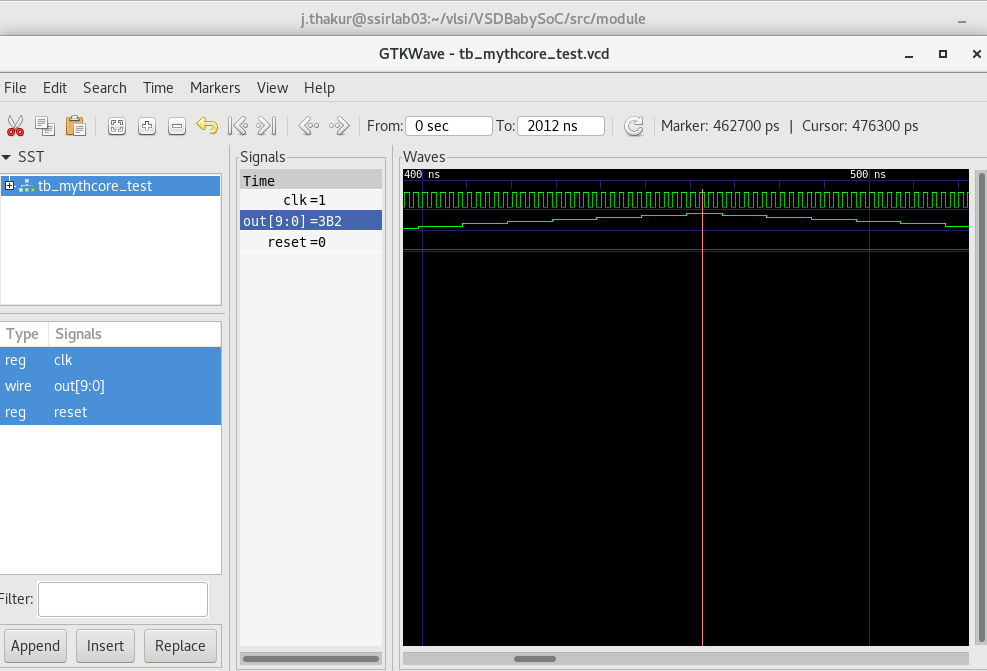 j.thakur@ssirlab03:~/vlsi/VSDBabySoC/src/module
GTKWave - tb_mythcore_test.vcd
File Edit Search Time Markers View Help
From: 0 sec To: 2012 ns Marker: 462700 ps | Cursor: 476300 ps
SST
tb_mythcore_test
Type Signals
reg clk
wire out[9:0]
reg reset
Filter:
Append Insert Replace
Signals
Time
clk =1
out[9:0] =3B2
reset =0
Waves
400 ns 500 ns